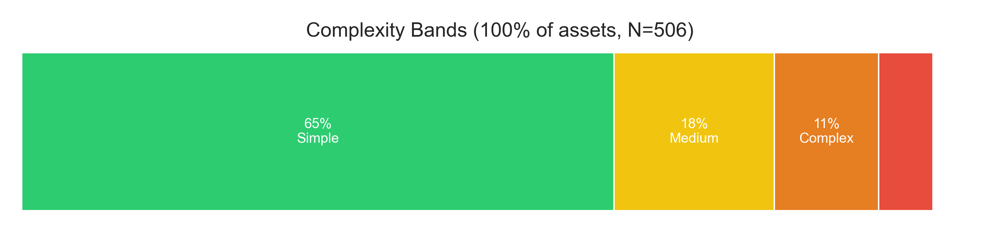 Complexity Bands (100% of assets, N=506)
65%
Simple
18%
Medium
11%
Complex